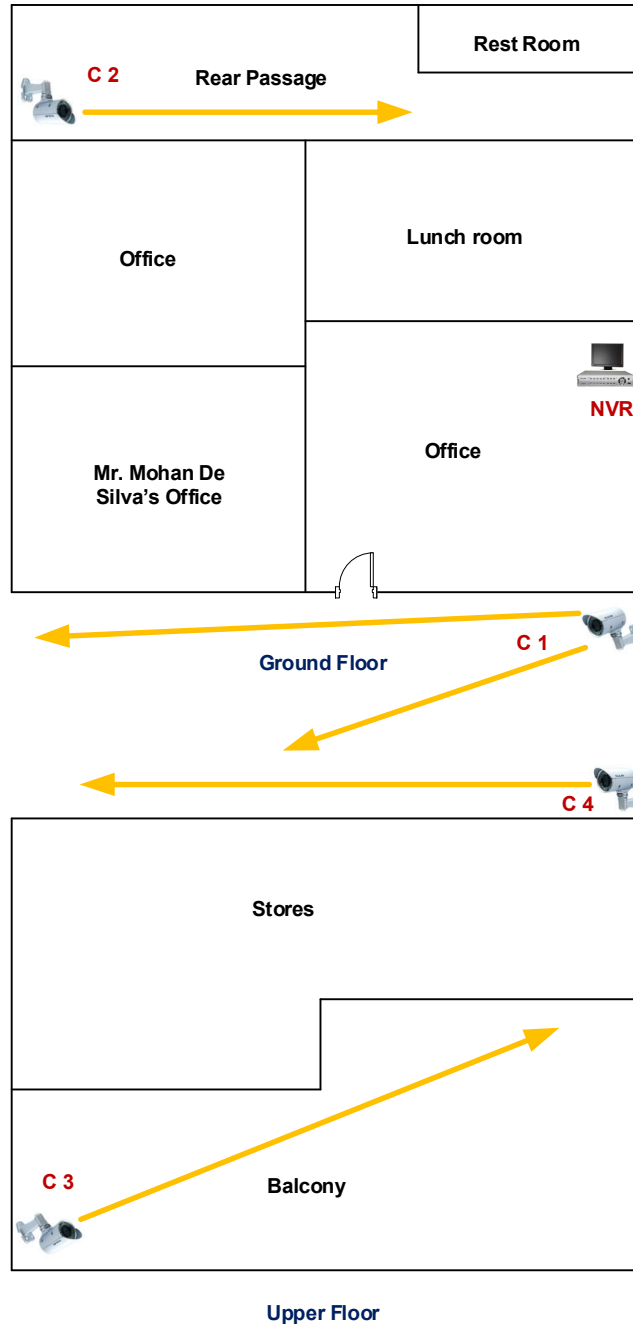 Rest Room
C 2
Rear Passage
Office
Lunch room
NVR
Office
Mr. Mohan De
Silva’s Office
C 1
Ground Floor
C 4
Stores
C 3
Balcony
Upper Floor